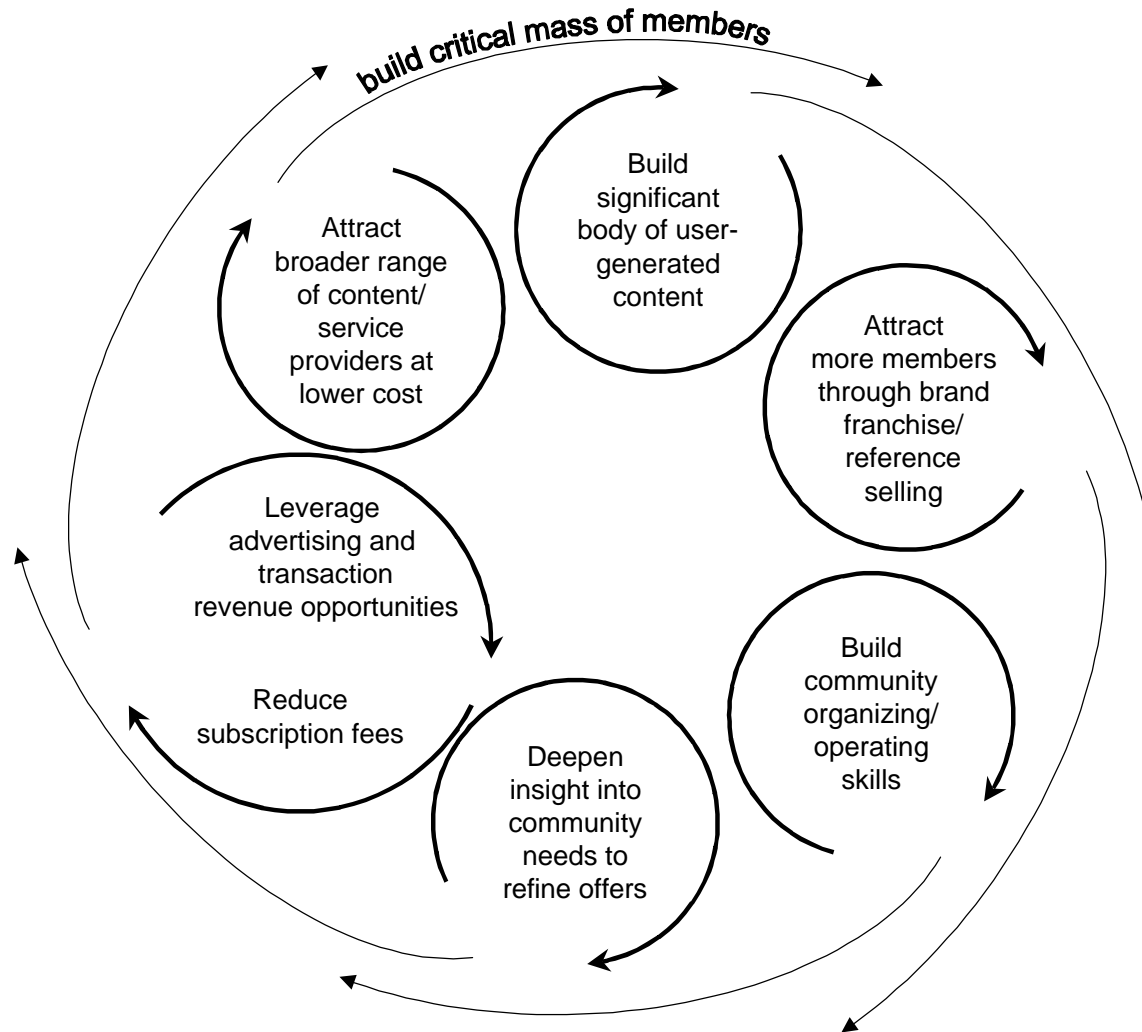 build critical mass of members
Build
significant
body of user-
generated
content
Attract
broader range
of content/
service
providers at
lower cost
Attract
more members
through brand
franchise/
reference
selling
Leverage
advertising and
transaction
revenue opportunities
Reduce
subscription fees
Build
community
organizing/
operating
skills
Deepen
insight into
community
needs to
refine offers